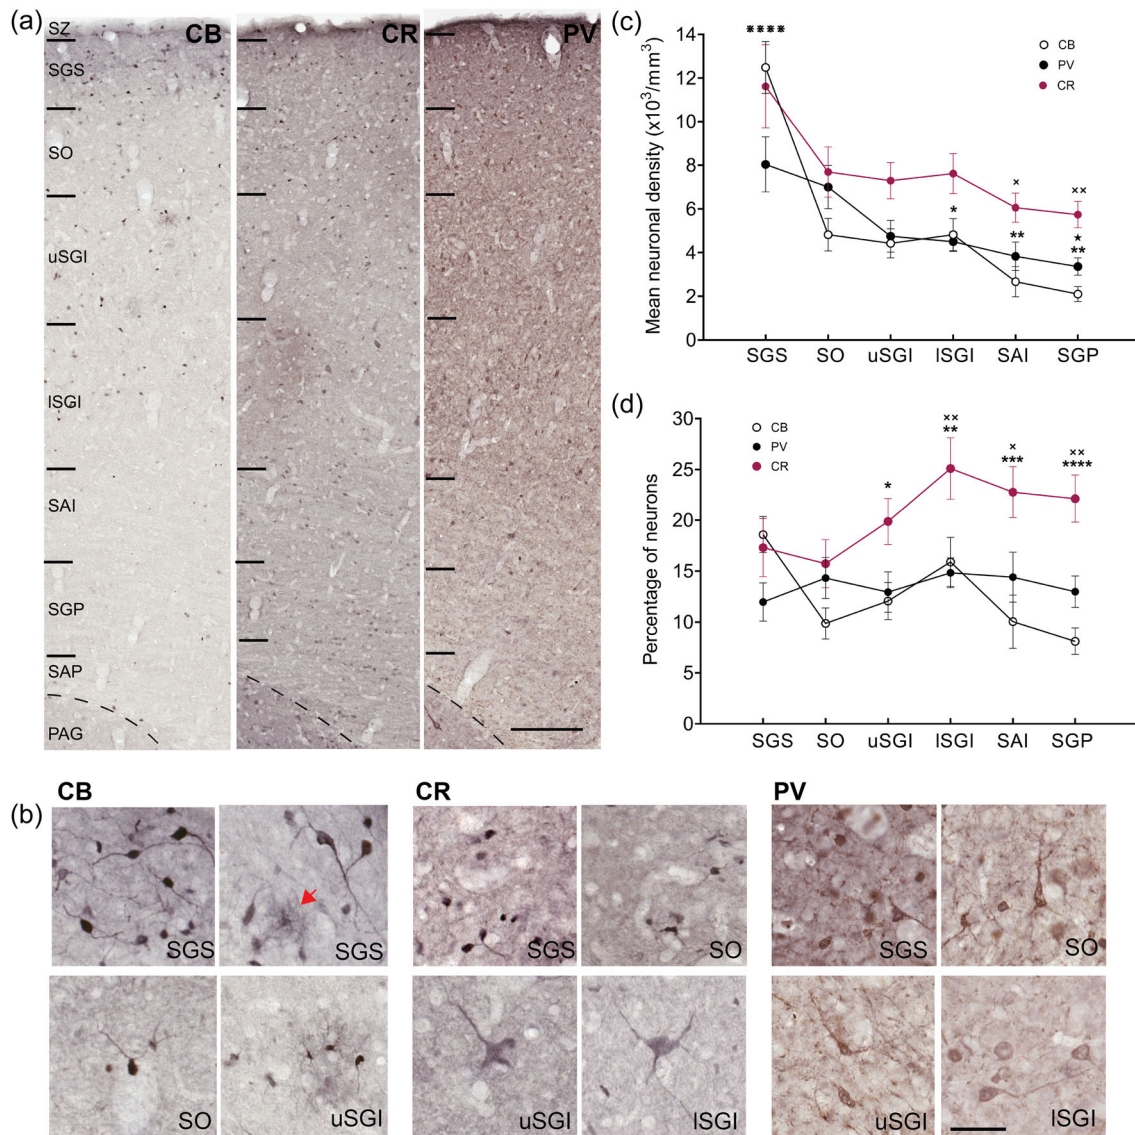 (a)
CB
CR
PV
SZ
SGS
SO
uSGI
lSGI
SAI
SGP
SAP
PAG
(c)
Mean neuronal density (x10³/mm³)
14
12
10
8
6
4
2
0
****
*
×
**
××
*
**
CB
PV
CR
SGS SO uSGI lSGI SAI SGP
(d)
Percentage of neurons
30
25
20
15
10
5
0
CB
PV
CR
*
××
**
×
***
××
****
SGS SO uSGI lSGI SAI SGP
(b)
CB
SGS
SGS
SO
uSGI
CR
SGS
SO
uSGI
lSGI
PV
SGS
SO
uSGI
lSGI